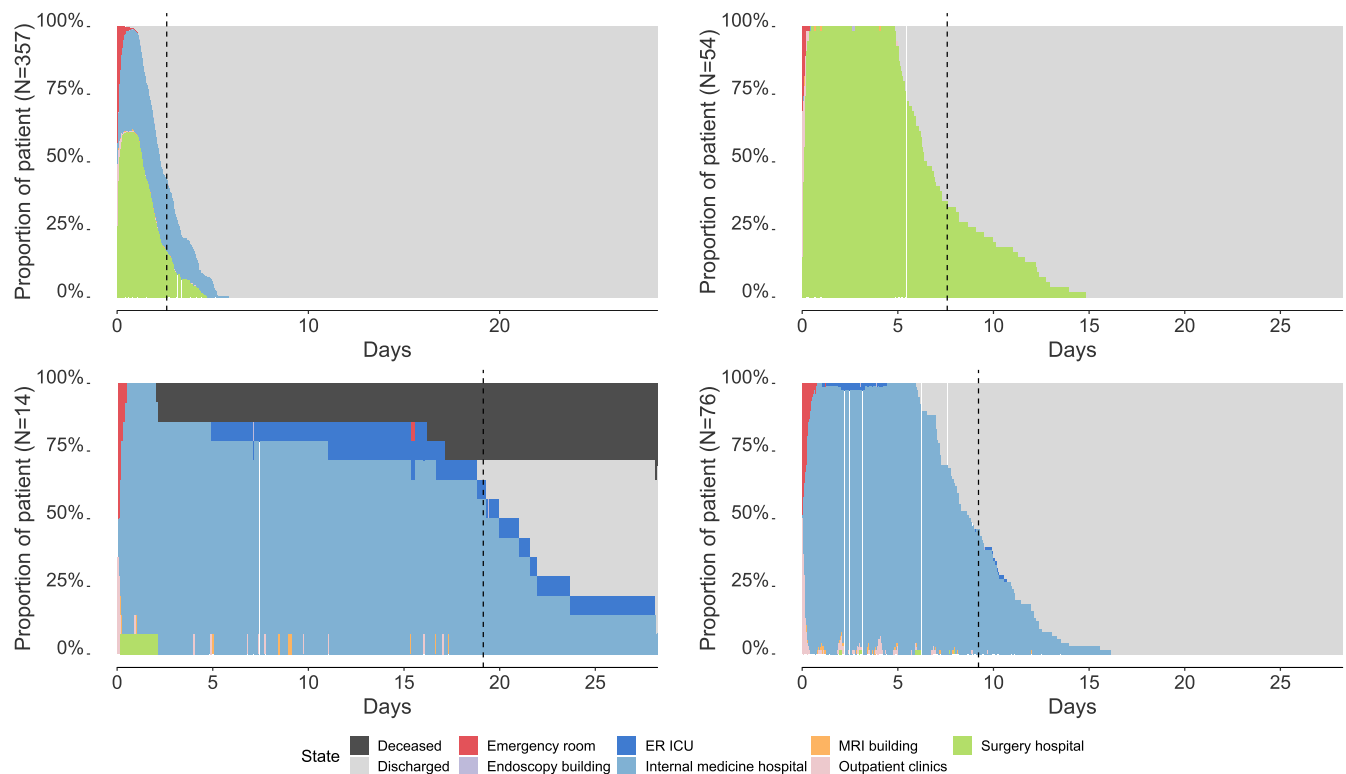 Proportion of patient (N=357)
100%
75%
50%
25%
0%
0 10 20
Days
Proportion of patient (N=54)
100%
75%
50%
25%
0%
0 5 10 15 20 25
Days
Proportion of patient (N=14)
100%
75%
50%
25%
0%
0 5 10 15 20 25
Days
Proportion of patient (N=76)
100%
75%
50%
25%
0%
0 5 10 15 20 25
Days
State
Deceased Emergency room ER ICU MRI building Surgery hospital
Discharged Endoscopy building Internal medicine hospital Outpatient clinics